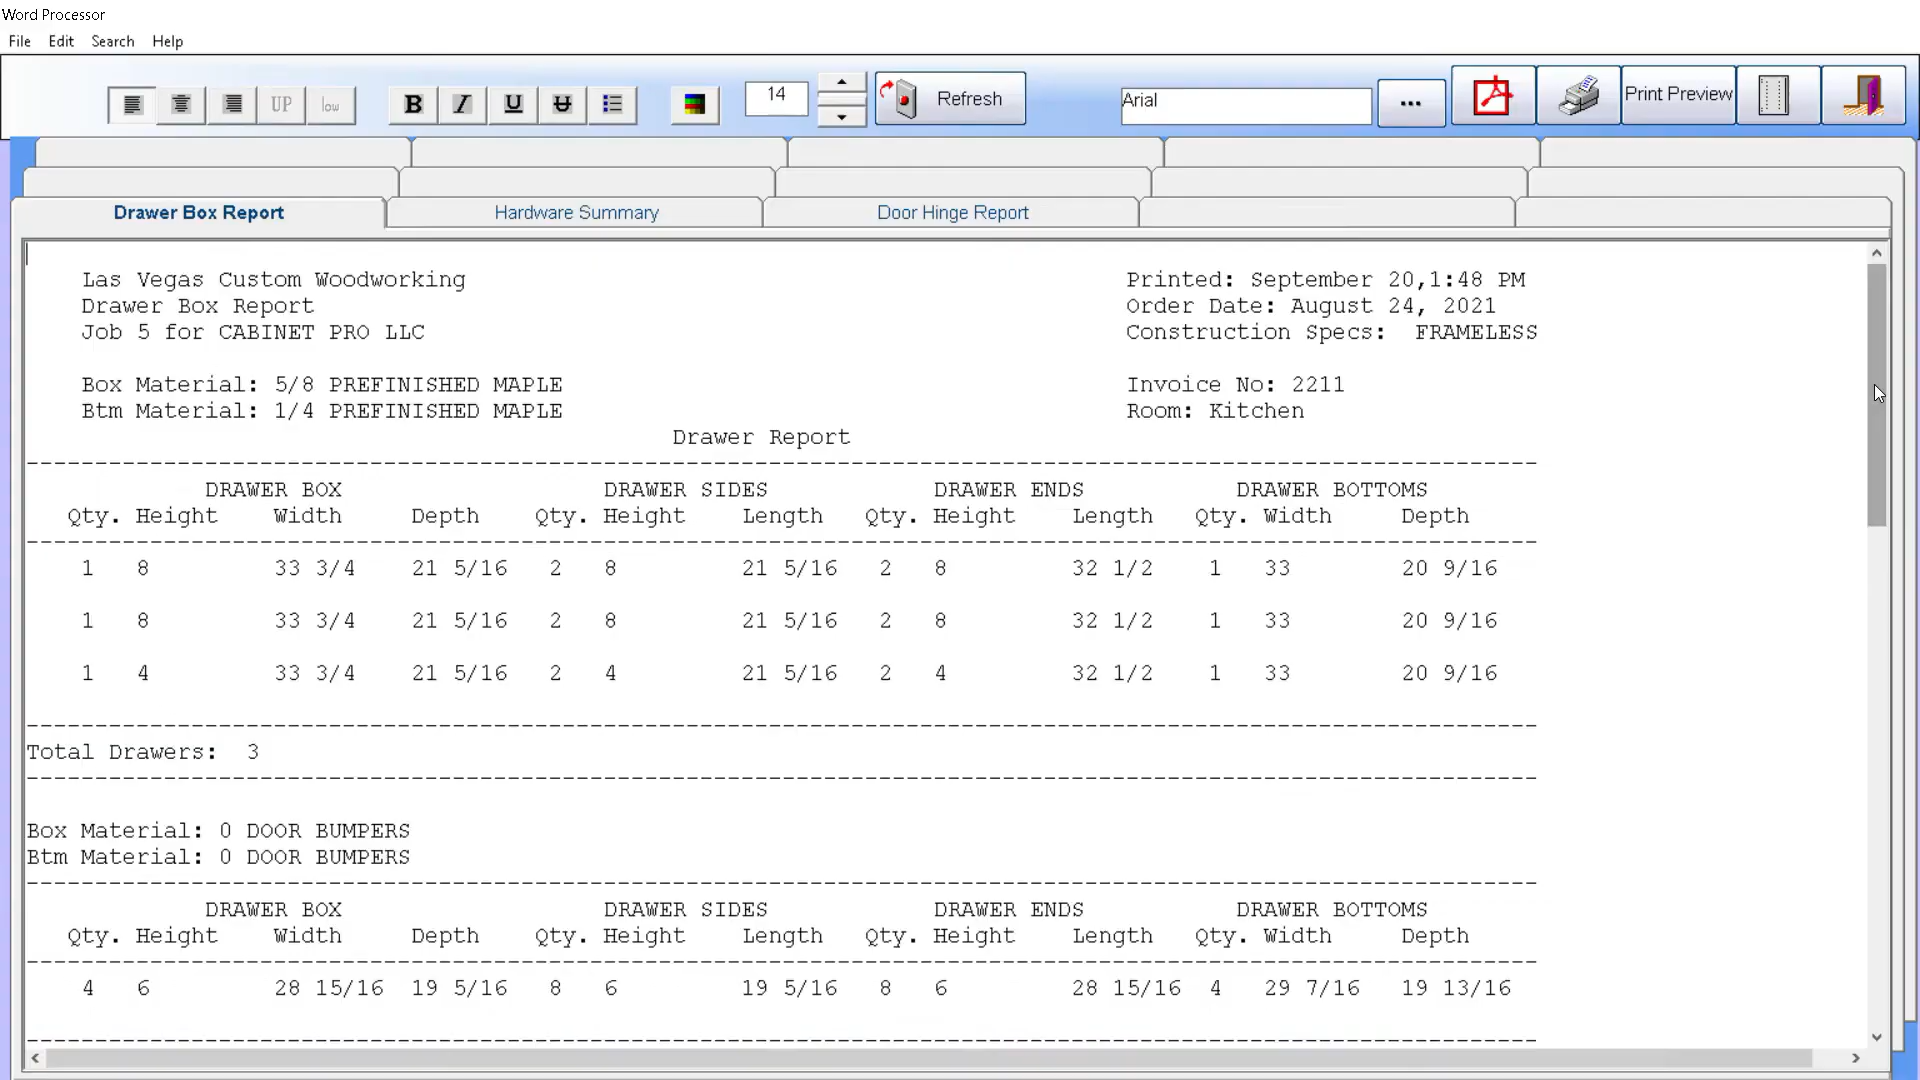 Word Processor
File Edit Search Help
UP low B I U U 14 Refresh Arial ... Print Preview
Drawer Box Report Hardware Summary Door Hinge Report
Las Vegas Custom Woodworking Printed: September 20,1:48 PM
Drawer Box Report Order Date: August 24, 2021
Job 5 for CABINET PRO LLC Construction Specs: FRAMELESS
Box Material: 5/8 PREFINISHED MAPLE Invoice No: 2211
Btm Material: 1/4 PREFINISHED MAPLE Room: Kitchen
Drawer Report
DRAWER BOX DRAWER SIDES DRAWER ENDS DRAWER BOTTOMS
Qty. Height Width Depth Qty. Height Length Qty. Height Length Qty. Width Depth
1 8 33 3/4 21 5/16 2 8 21 5/16 2 8 32 1/2 1 33 20 9/16
1 8 33 3/4 21 5/16 2 8 21 5/16 2 8 32 1/2 1 33 20 9/16
1 4 33 3/4 21 5/16 2 4 21 5/16 2 4 32 1/2 1 33 20 9/16
Total Drawers: 3
Box Material: 0 DOOR BUMPERS
Btm Material: 0 DOOR BUMPERS
DRAWER BOX DRAWER SIDES DRAWER ENDS DRAWER BOTTOMS
Qty. Height Width Depth Qty. Height Length Qty. Height Length Qty. Width Depth
4 6 28 15/16 19 5/16 8 6 19 5/16 8 6 28 15/16 4 29 7/16 19 13/16